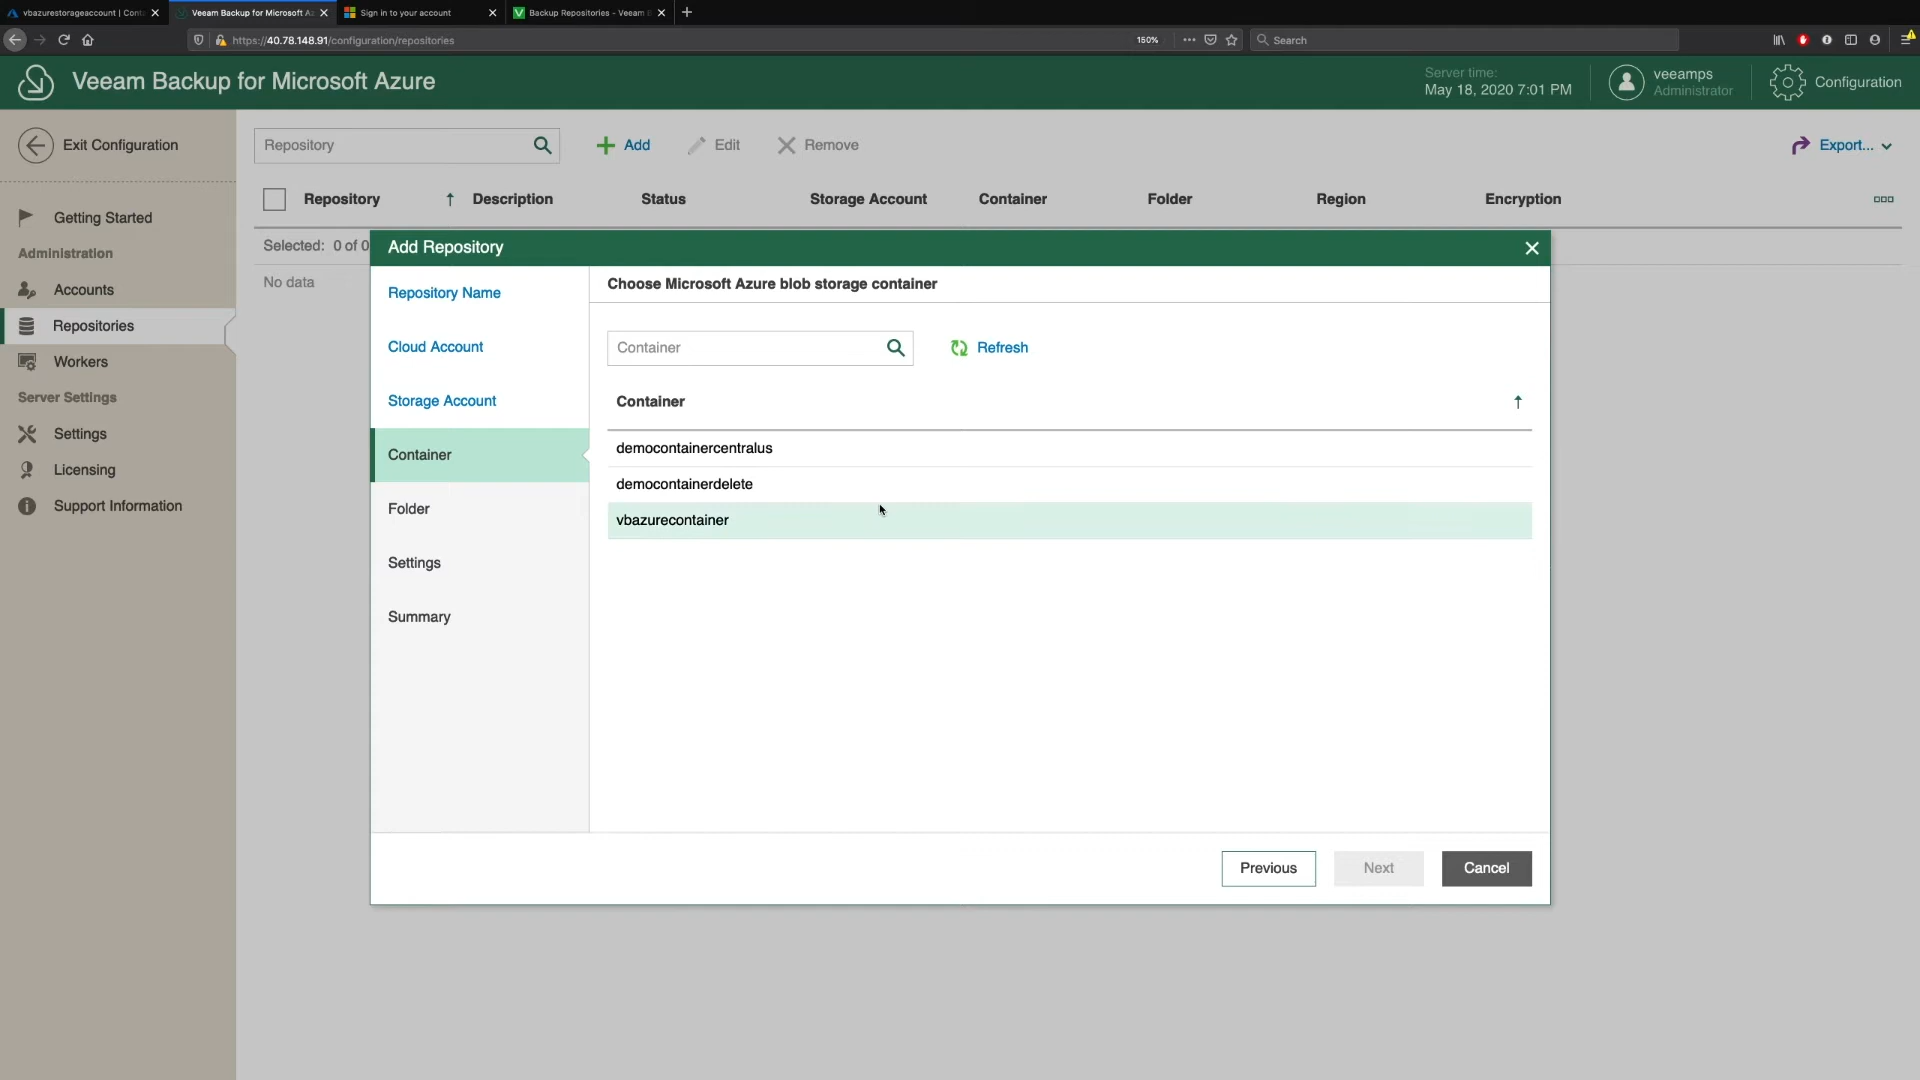 vbazurestorageaccount | Cont
Veeam Backup for Microsoft Az
Sign in to your account
Backup Repositories - Veeam B
https://40.78.148.91/configuration/repositories
150%
Search
Veeam Backup for Microsoft Azure
Server time:
May 18, 2020 7:01 PM
veeamps
Administrator
Configuration
Exit Configuration
Repository
Add
Edit
Remove
Export...
Getting Started
Administration
Accounts
Repositories
Workers
Server Settings
Settings
Licensing
Support Information
Repository
Description
Status
Storage Account
Container
Folder
Region
Encryption
Selected: 0 of 0
No data
Add Repository
Repository Name
Cloud Account
Storage Account
Container
Folder
Settings
Summary
Choose Microsoft Azure blob storage container
Container
Refresh
Container
democontainercentralus
democontainerdelete
vbazurecontainer
Previous
Next
Cancel